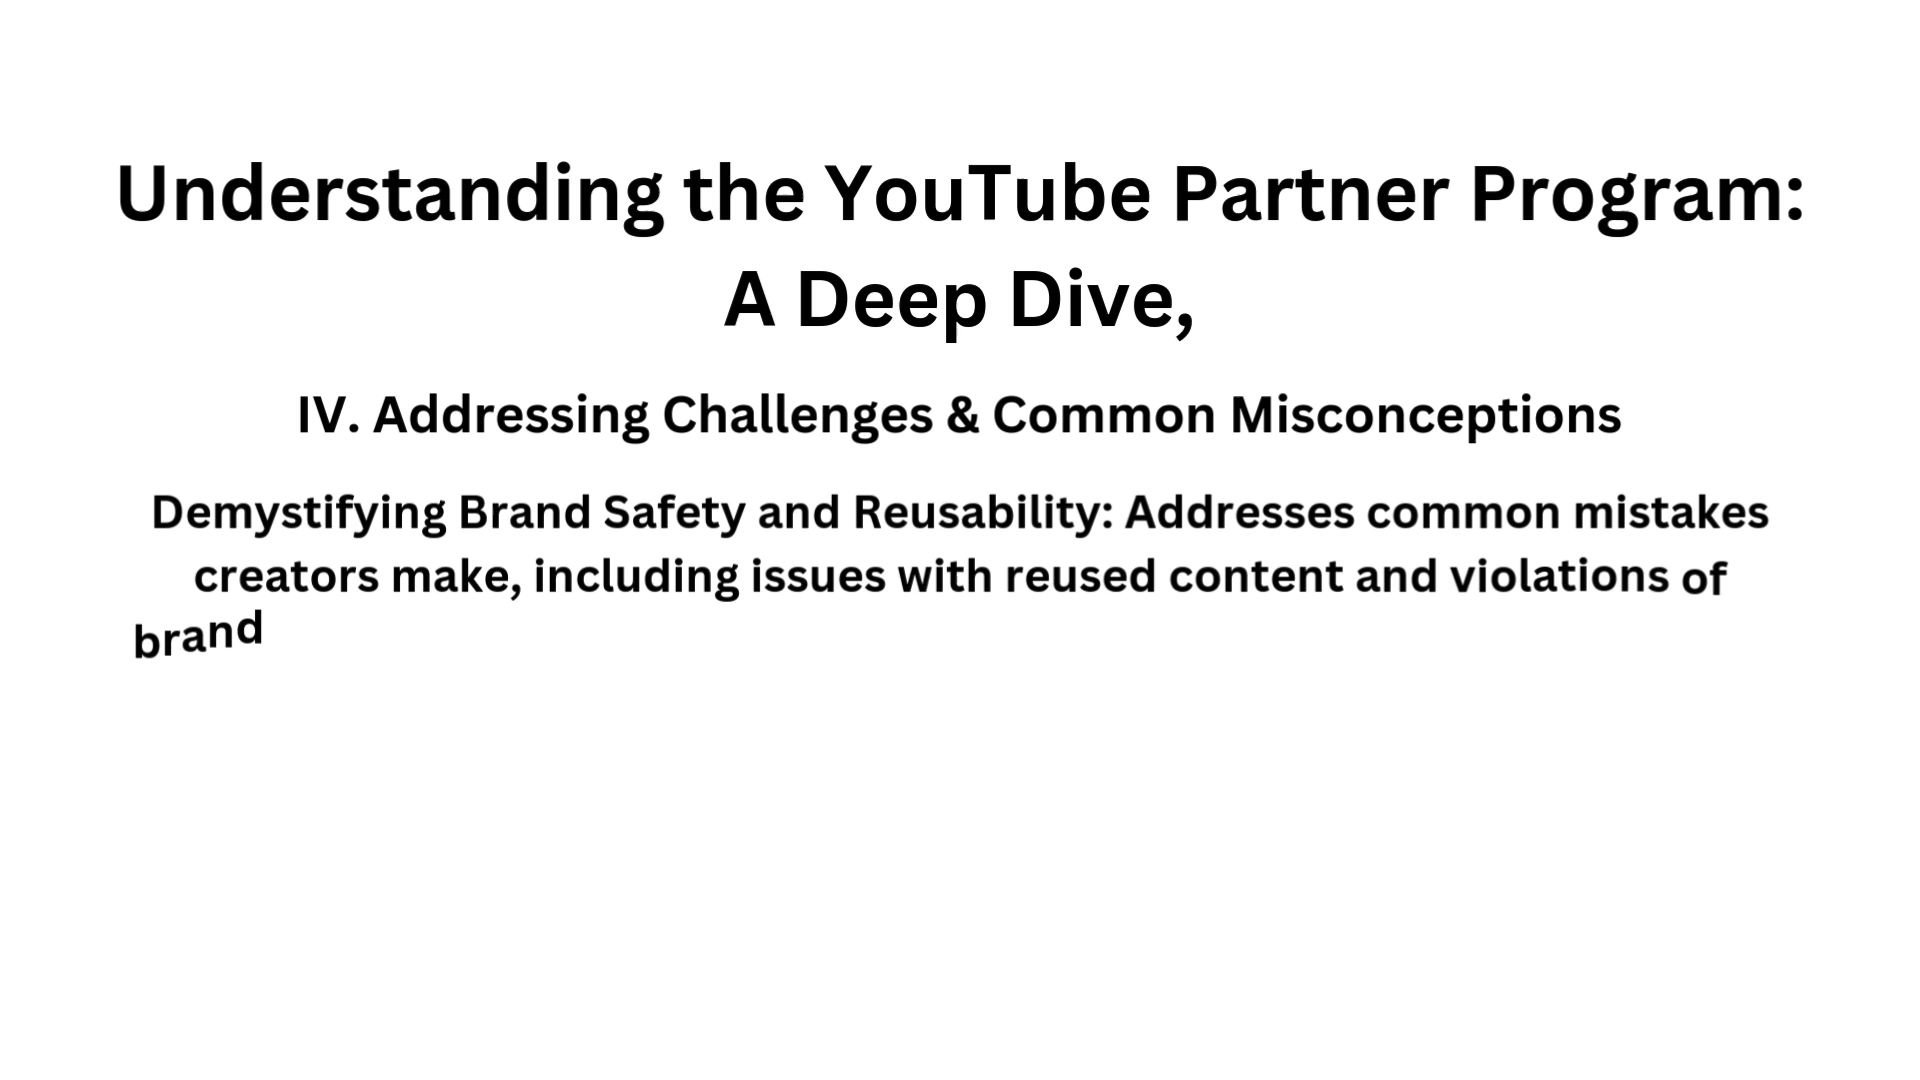 Understanding the YouTube Partner Program:
A Deep Dive,
IV. Addressing Challenges & Common Misconceptions
Demystifying Brand Safety and Reusability: Addresses common mistakes
creators make, including issues with reused content and violations of
brand